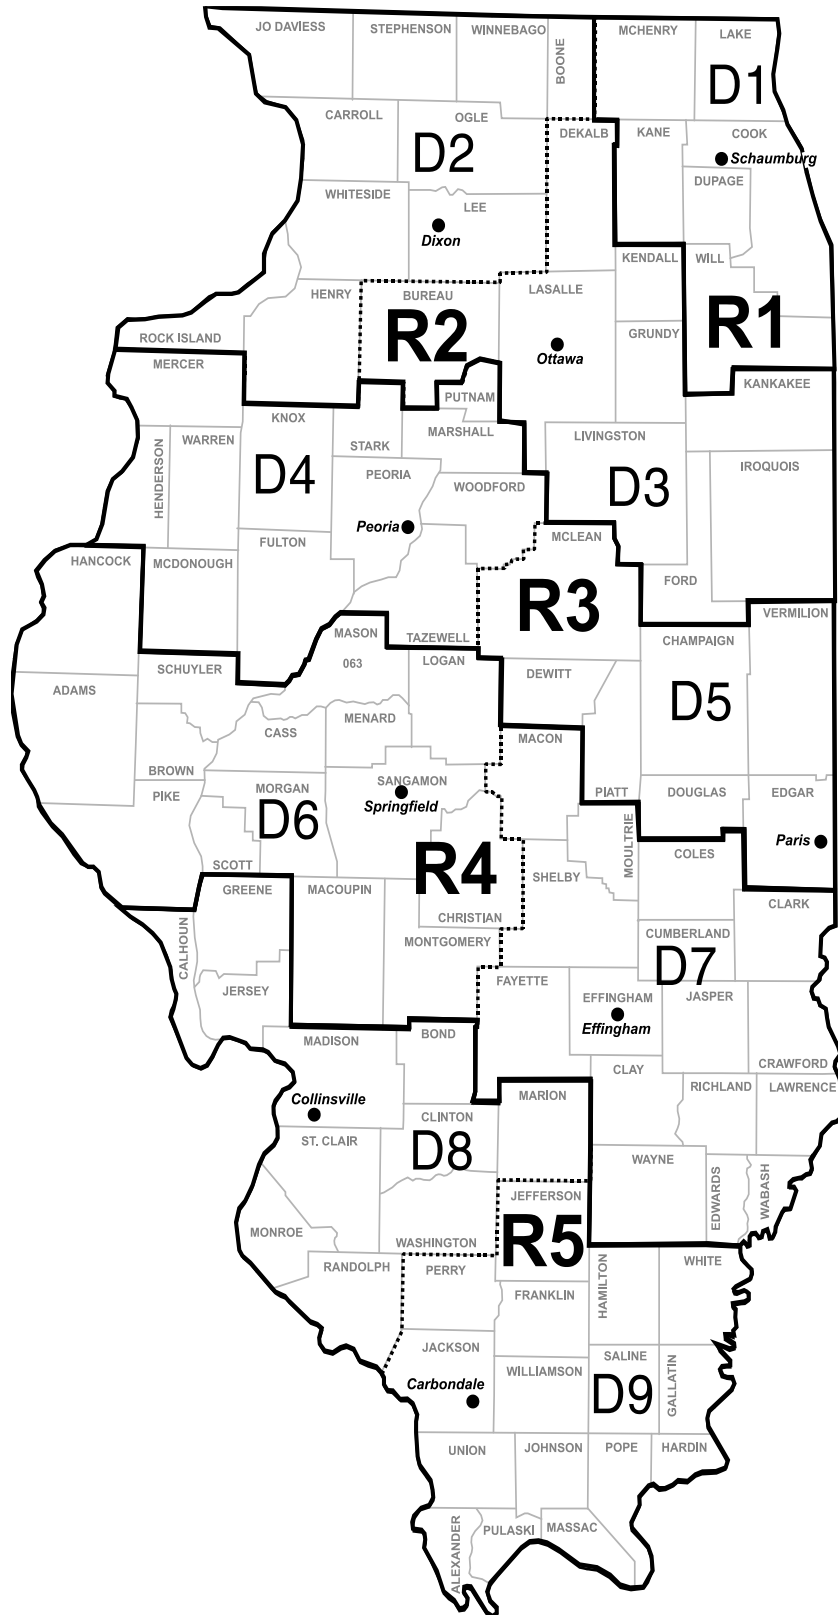 JO DAVIESS
STEPHENSON
WINNEBAGO
BOONE
MCHENRY
LAKE
D1
CARROLL
OGLE
D2
DEKALB
KANE
COOK
Schaumburg
DUPAGE
WHITESIDE
LEE
Dixon
KENDALL
WILL
HENRY
BUREAU
LASALLE
R2
R1
ROCK ISLAND
GRUNDY
Ottawa
MERCER
KANKAKEE
PUTNAM
KNOX
STARK
MARSHALL
LIVINGSTON
HENDERSON
WARREN
D4
PEORIA
WOODFORD
D3
IROQUOIS
Peoria
HANCOCK
MCDONOUGH
FULTON
MCLEAN
FORD
R3
TAZEWELL
VERMILION
MASON
063
CHAMPAIGN
SCHUYLER
LOGAN
DEWITT
ADAMS
D5
CASS
MENARD
MACON
BROWN
PIKE
MORGAN
SANGAMON
Springfield
PIATT
DOUGLAS
EDGAR
D6
Paris
SCOTT
R4
MOULTRIE
COLES
GREENE
MACOUPIN
SHELBY
CLARK
CHRISTIAN
CALHOUN
MONTGOMERY
CUMBERLAND
D7
JERSEY
FAYETTE
EFFINGHAM
Effingham
JASPER
MADISON
BOND
CLAY
CRAWFORD
Collinsville
MARION
RICHLAND
LAWRENCE
CLINTON
ST. CLAIR
D8
WAYNE
EDWARDS
WABASH
JEFFERSON
MONROE
WASHINGTON
R5
RANDOLPH
PERRY
HAMILTON
WHITE
FRANKLIN
JACKSON
WILLIAMSON
SALINE
GALLATIN
Carbondale
D9
UNION
JOHNSON
POPE
HARDIN
ALEXANDER
PULASKI
MASSAC